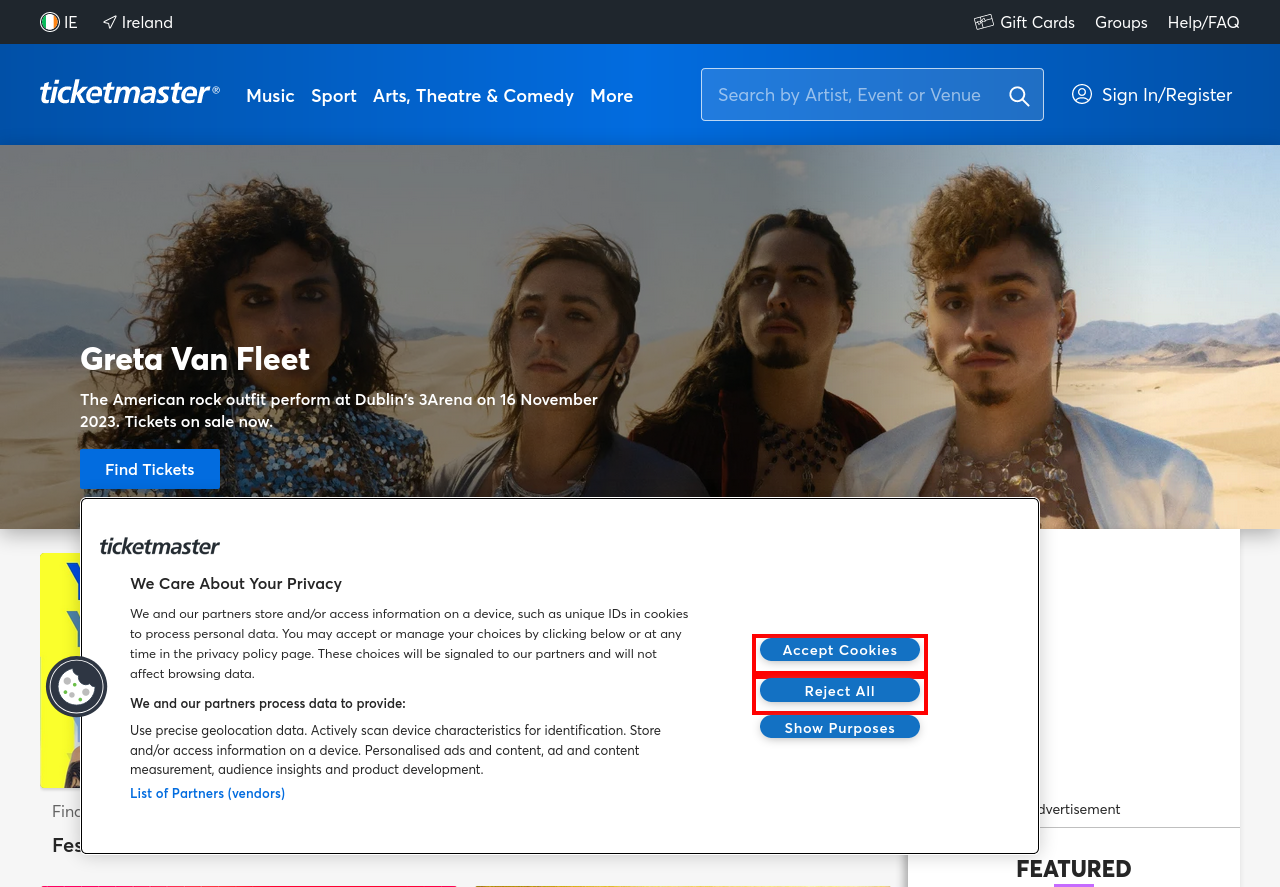 IE
Ireland
Gift Cards
Groups
Help/FAQ
ticketmaster®
Music
Sport
Arts, Theatre & Comedy
More
Search by Artist, Event or Venue
Sign In/Register
Greta Van Fleet
The American rock outfit perform at Dublin's 3Arena on 16 November
2023. Tickets on sale now.
Find Tickets
ticketmaster
We Care About Your Privacy
We and our partners store and/or access information on a device, such as unique IDs in cookies
to process personal data. You may accept or manage your choices by clicking below or at any
time in the privacy policy page. These choices will be signaled to our partners and will not
affect browsing data.
We and our partners process data to provide:
Use precise geolocation data. Actively scan device characteristics for identification. Store
and/or access information on a device. Personalised ads and content, ad and content
measurement, audience insights and product development.
List of Partners (vendors)
Accept Cookies
Reject All
Show Purposes
dvertisement
FEATURED